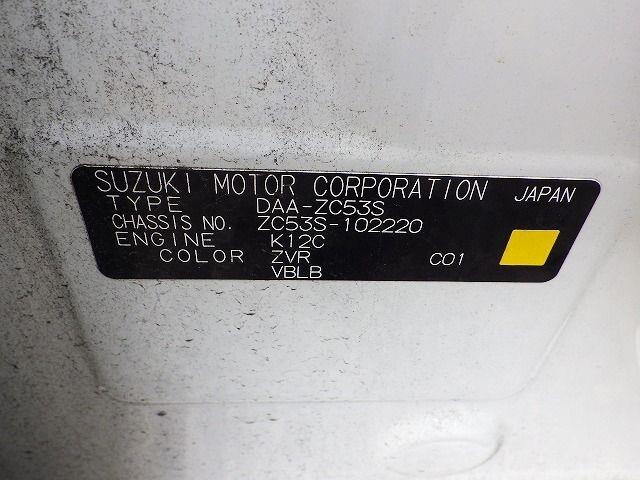 SUZUKI MOTOR CORPORATION JAPAN
TYPE DAA-ZC53S
CHASSIS NO. ZC53S-102220
ENGINE K12C
COLOR ZVR C01
VBLB